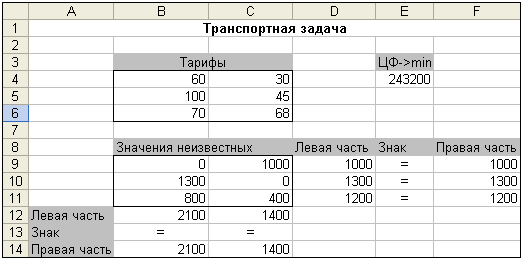 A B C D E F
1 Транспортная задача
2
3 Тарифы ЦФ->min
4 60 30 243200
5 100 45
6 70 68
7
8 Значения неизвестных Левая часть Знак Правая часть
9 0 1000 1000 = 1000
10 1300 0 1300 = 1300
11 800 400 1200 = 1200
12 Левая часть 2100 1400
13 Знак = =
14 Правая часть 2100 1400